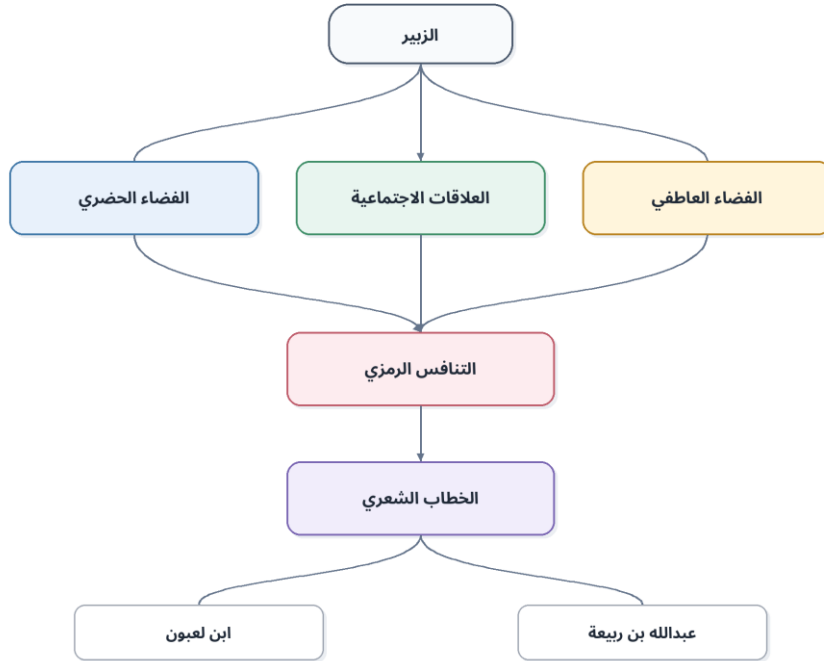 الزبير
الفضاء العاطفي
العلاقات الاجتماعية
الفضاء الحضري
التنافس الرمزي
الخطاب الشعري
عبدالله بن ربيعة
ابن لعبون